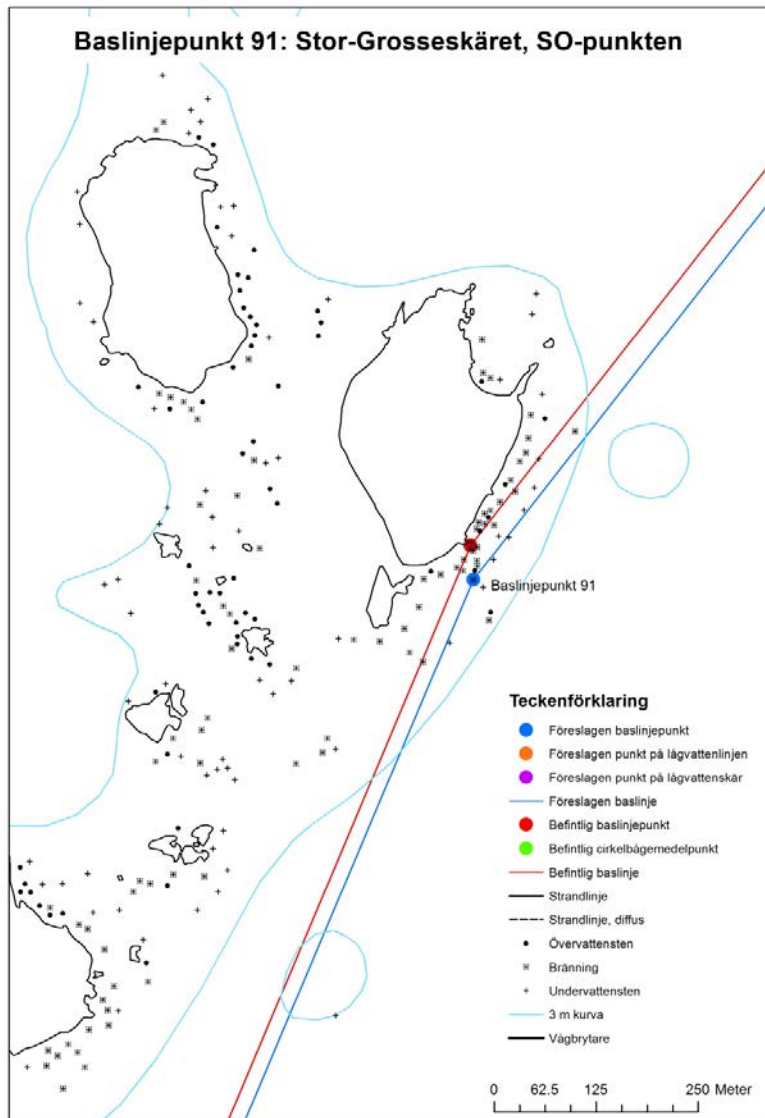 Baslinjepunkt 91: Stor-Grosseskäret, SO-punkten
Baslinjepunkt 91
Teckenförklaring
Föreslagen baslinjepunkt
Föreslagen punkt på lågvattenlinjen
Föreslagen punkt på lågvattenskär
Föreslagen baslinje
Befintlig baslinjepunkt
Befintlig cirkelbågemedelpunkt
Befintlig baslinje
Strandlinje
Strandlinje, diffus
Övervattensten
Bränning
Undervattensten
3 m kurva
Vågbrytare
0 62.5 125 250 Meter